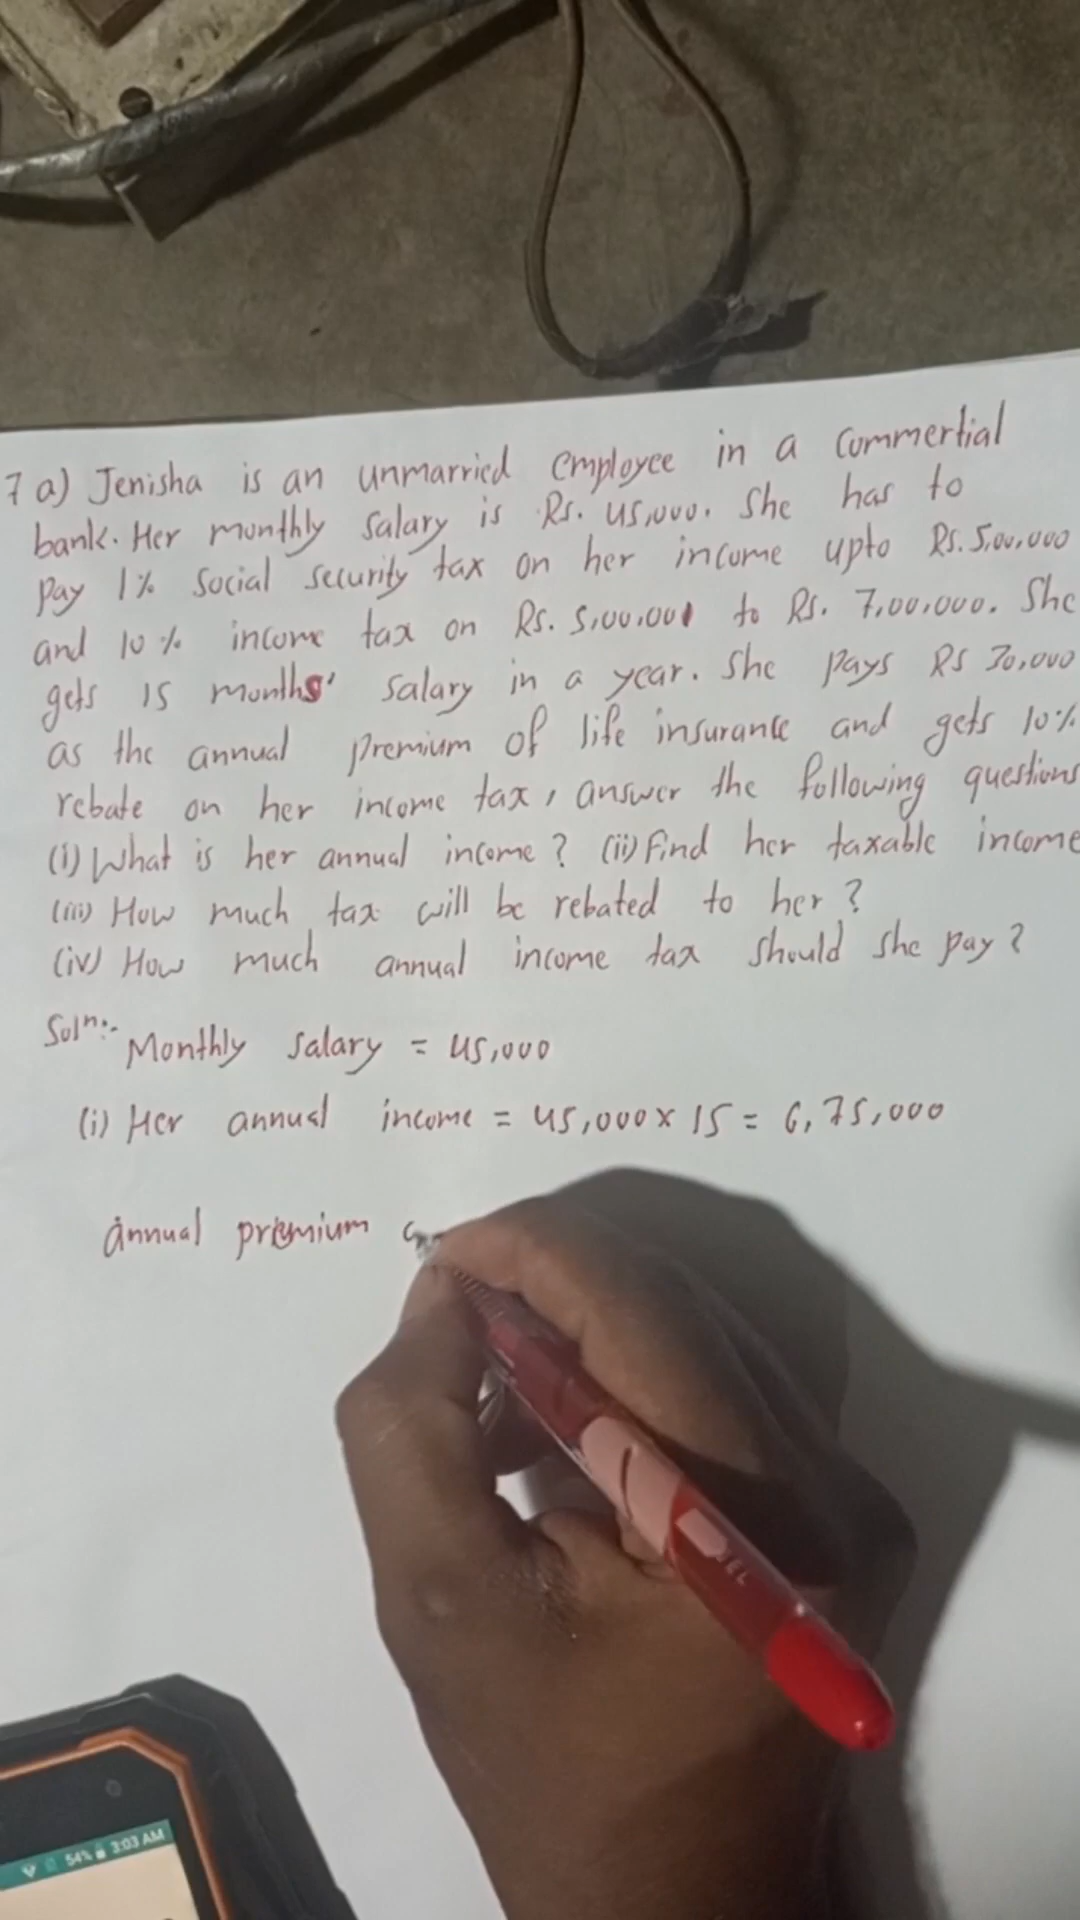 7 a) Jenisha is an unmarried employee in a Commertial
bank. Her monthly salary is Rs. 45,000. She has to
Pay 1% Social security tax on her income upto Rs. 5,00,000
and 10% income tax on Rs. 5,00,001 to Rs. 7,00,000. She
gets 15 months' salary in a year. She pays Rs 30,000
as the annual premium of life insurance and gets 10%
rebate on her income tax, answer the following questions
(i) What is her annual income? (ii) find her taxable income
(iii) How much tax will be rebated to her?
(iv) How much annual income tax should she pay?
Soln:-
Monthly salary = 45,000
(i) Her annual income = 45,000 x 15 = 6,75,000
annual premium
54% 3:03 AM